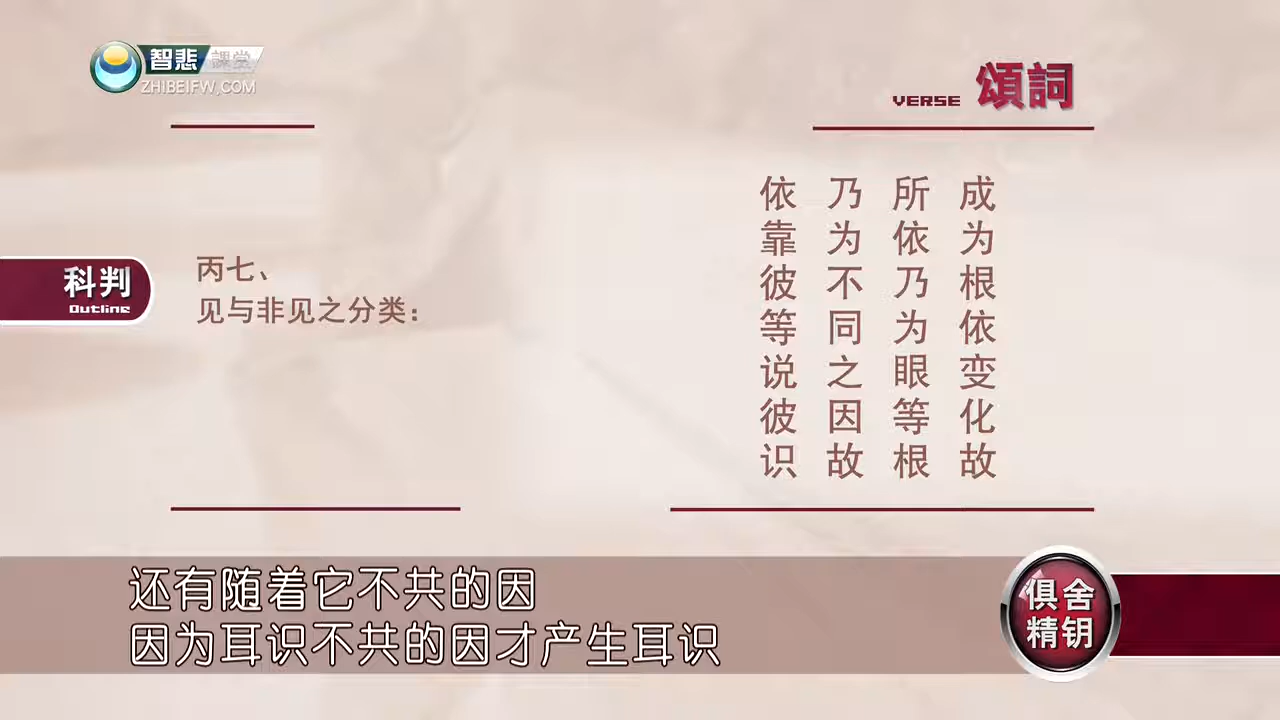 智悲課堂
ZHIBEIFW.COM
VERSE 頌詞
成为根依变化故
所依乃为眼等根
乃为不同之因故
依靠彼等说彼识
科判
Outline
丙七、
见与非见之分类：
还有随着它不共的因
因为耳识不共的因才产生耳识
俱舍
精钥